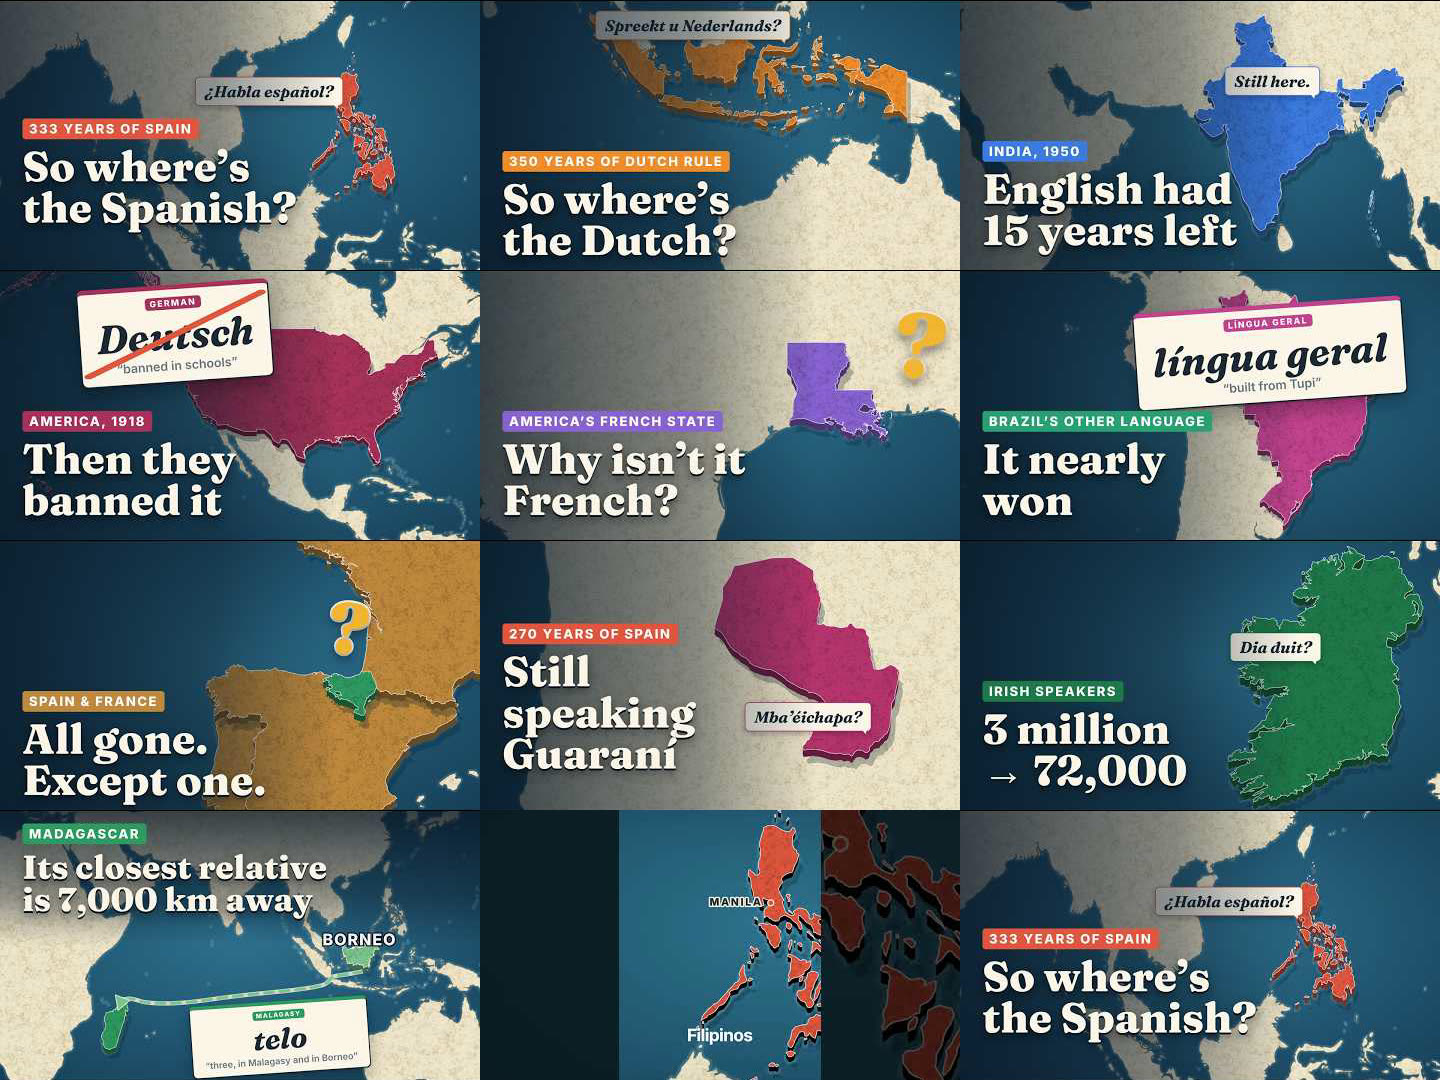 ¿Habla español?
333 YEARS OF SPAIN
So where's
the Spanish?
Spreekt u Nederlands?
350 YEARS OF DUTCH RULE
So where's
the Dutch?
Still here.
INDIA, 1950
English had
15 years left
GERMAN
Deutsch
"banned in schools"
AMERICA, 1918
Then they
banned it
?
AMERICA'S FRENCH STATE
Why isn't it
French?
LÍNGUA GERAL
língua geral
"built from Tupi"
BRAZIL'S OTHER LANGUAGE
It nearly
won
?
SPAIN & FRANCE
All gone.
Except one.
270 YEARS OF SPAIN
Still
speaking
Guaraní
Mba'éichapa?
Dia duit?
IRISH SPEAKERS
3 million
→ 72,000
MADAGASCAR
Its closest relative
is 7,000 km away
BORNEO
MALAGASY
telo
"three, in Malagasy and in Borneo"
MANILA
Filipinos
¿Habla español?
333 YEARS OF SPAIN
So where's
the Spanish?